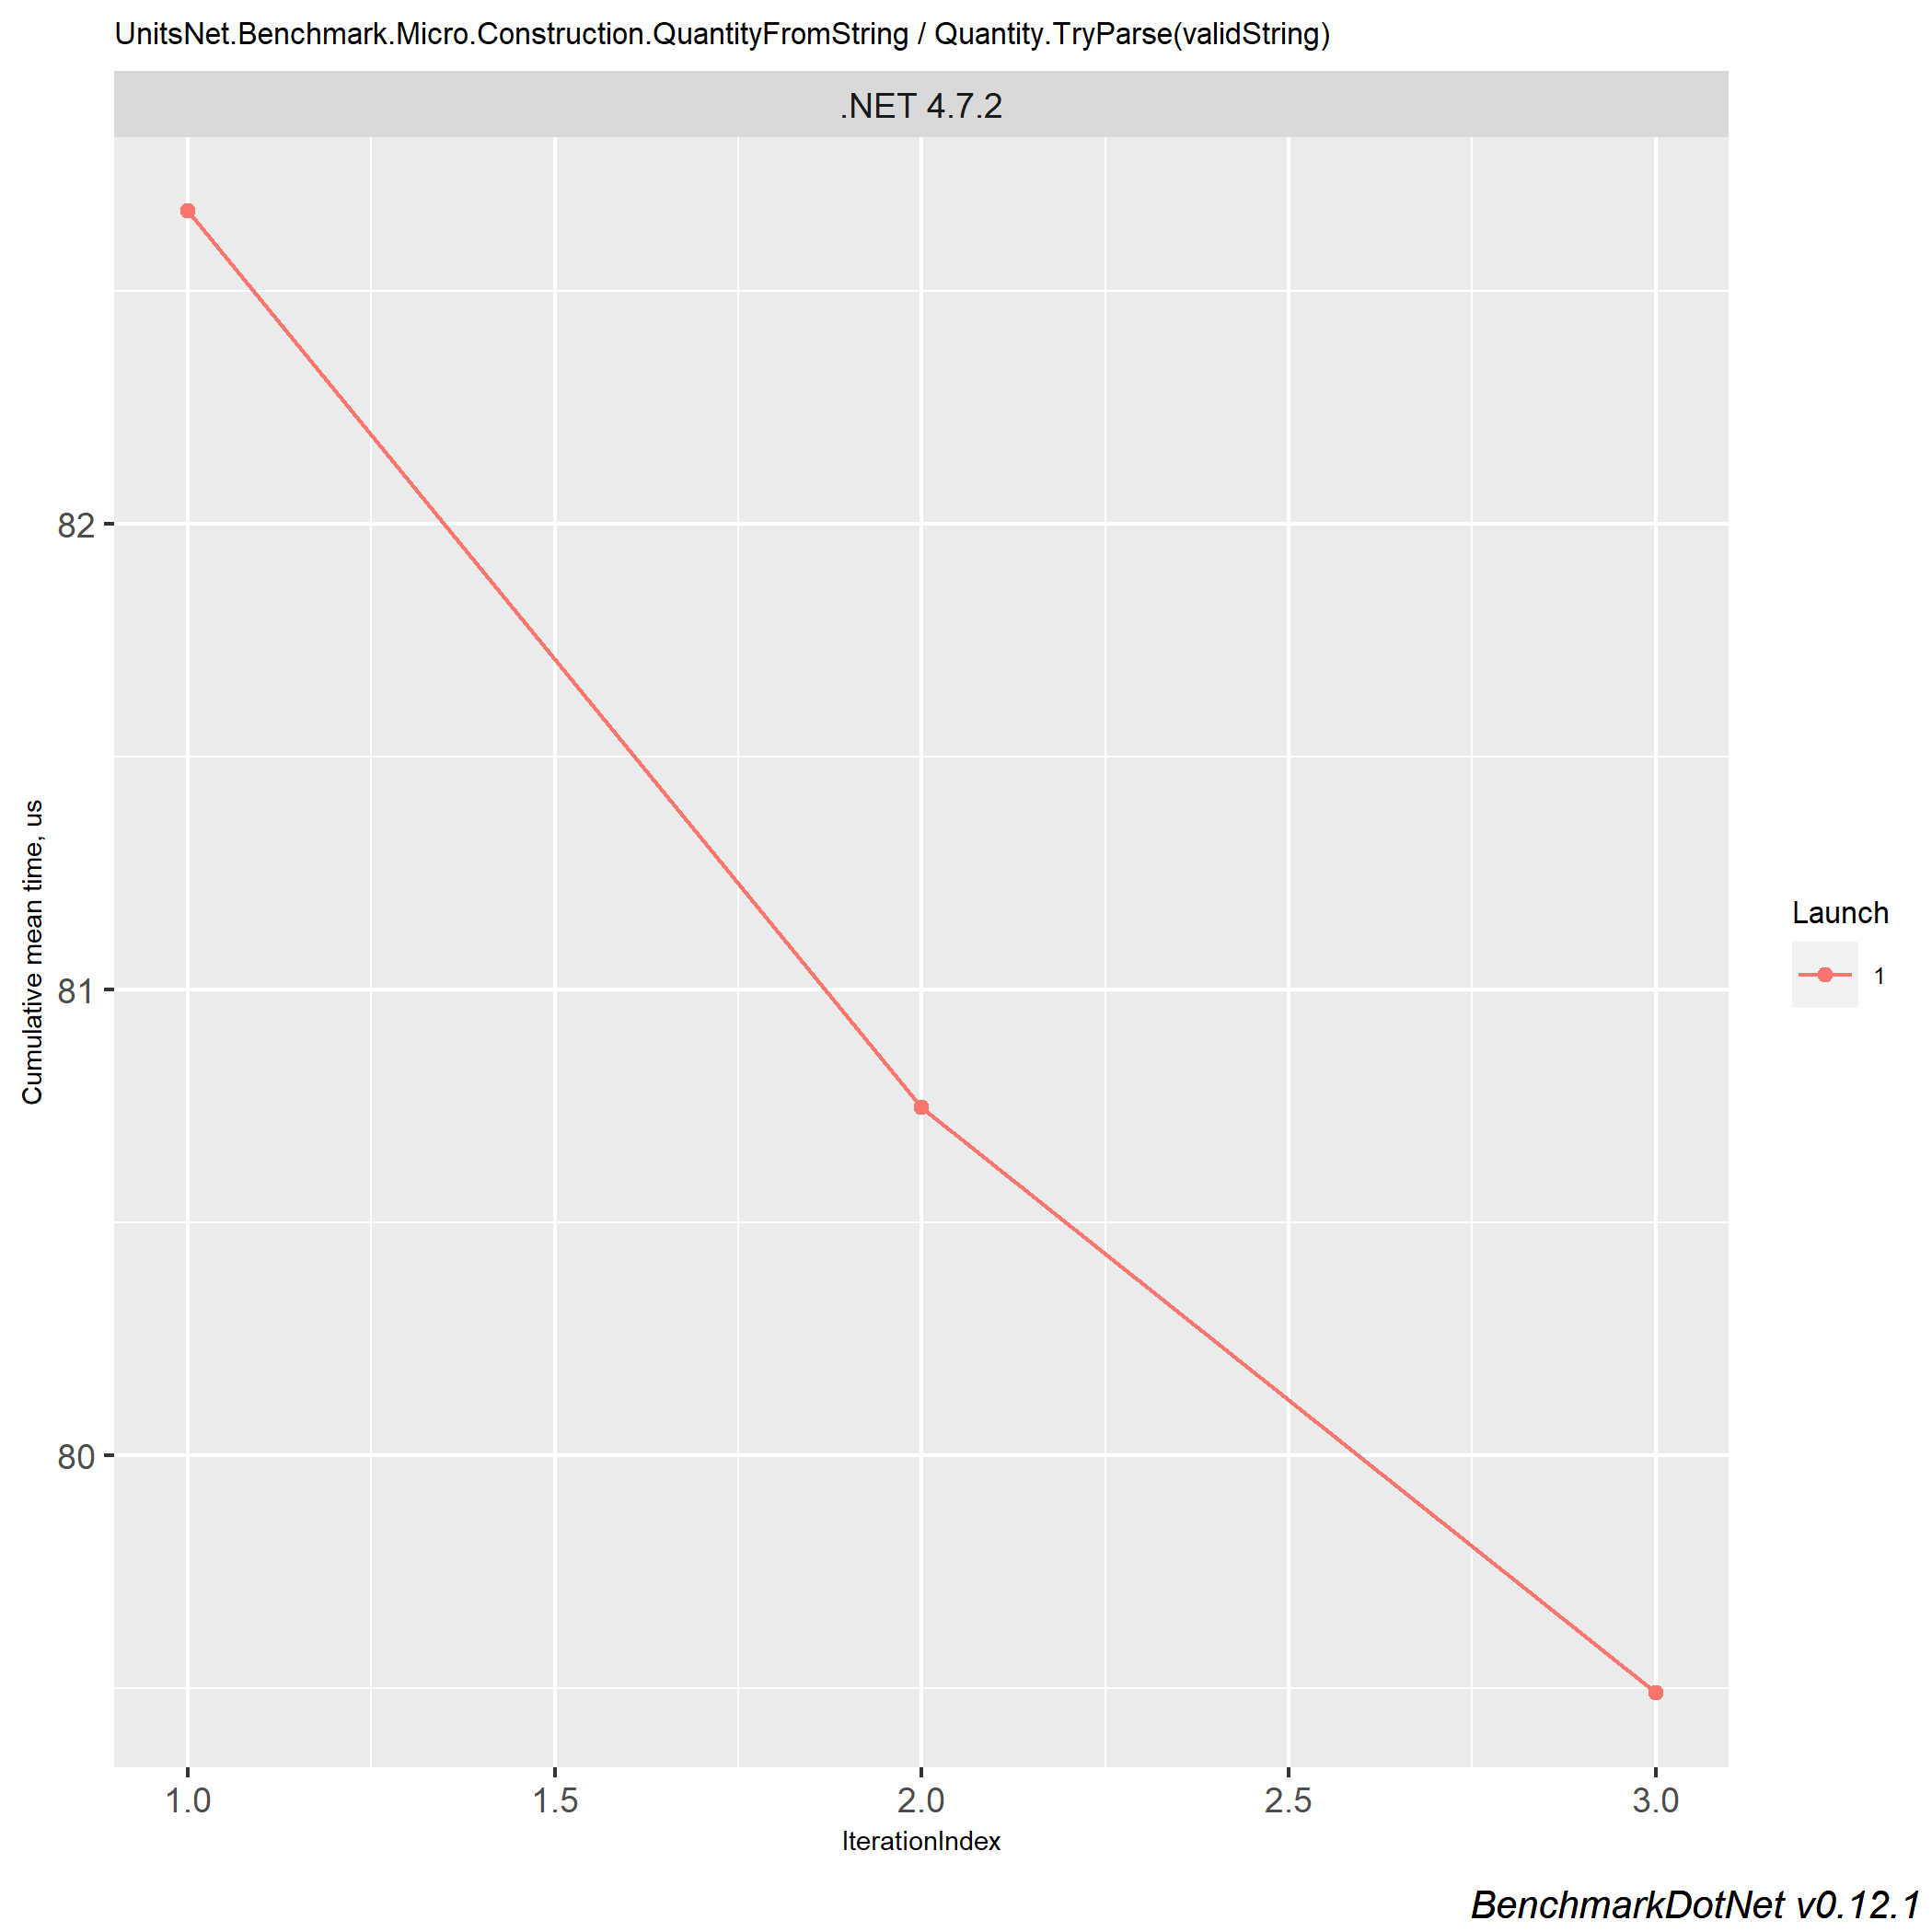 UnitsNet.Benchmark.Micro.Construction.QuantityFromString / Quantity.TryParse(validString)
.NET 4.7.2
82
81
80
Cumulative mean time, us
1.0 1.5 2.0 2.5 3.0
IterationIndex
Launch
1
BenchmarkDotNet v0.12.1